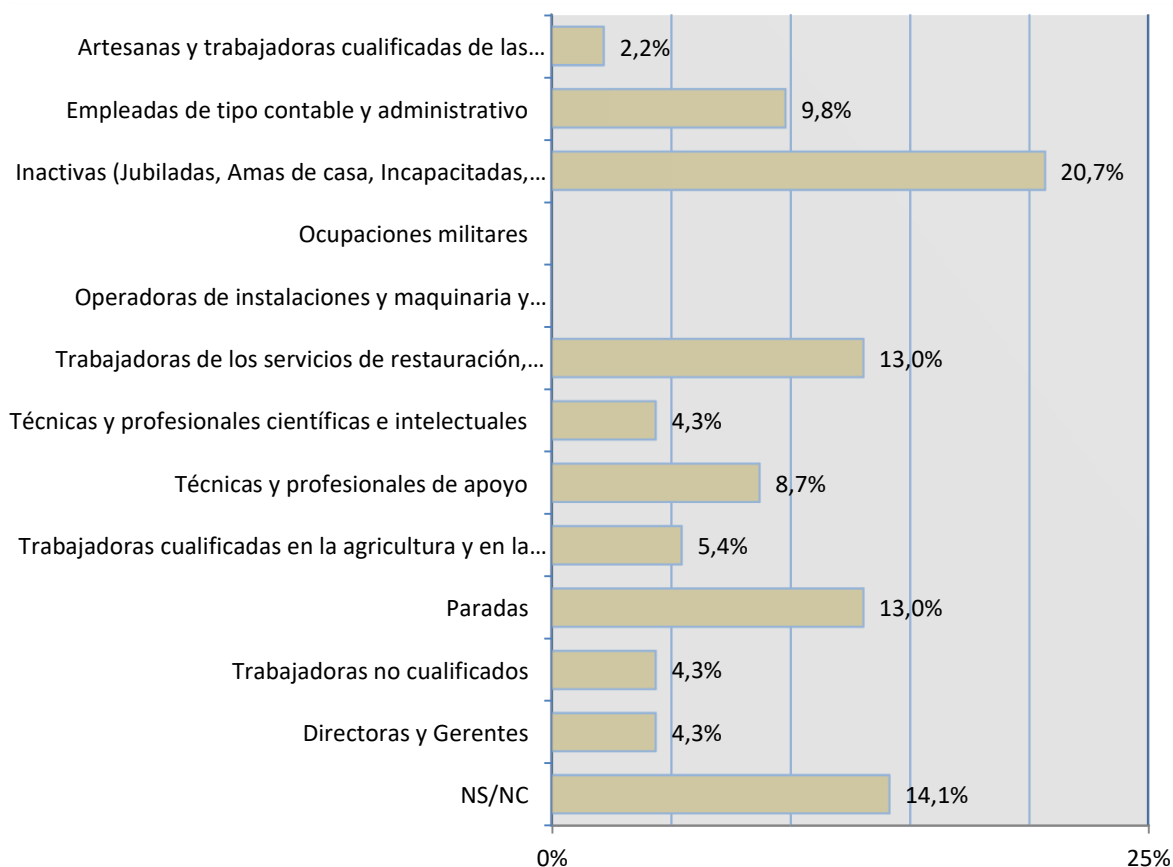 Artesanas y trabajadoras cualificadas de las... 2,2%
Empleadas de tipo contable y administrativo 9,8%
Inactivas (Jubiladas, Amas de casa, Incapacitadas,... 20,7%
Ocupaciones militares
Operadoras de instalaciones y maquinaria y...
Trabajadoras de los servicios de restauración,... 13,0%
Técnicas y profesionales científicas e intelectuales 4,3%
Técnicas y profesionales de apoyo 8,7%
Trabajadoras cualificadas en la agricultura y en la... 5,4%
Paradas 13,0%
Trabajadoras no cualificados 4,3%
Directoras y Gerentes 4,3%
NS/NC 14,1%
0% 25%